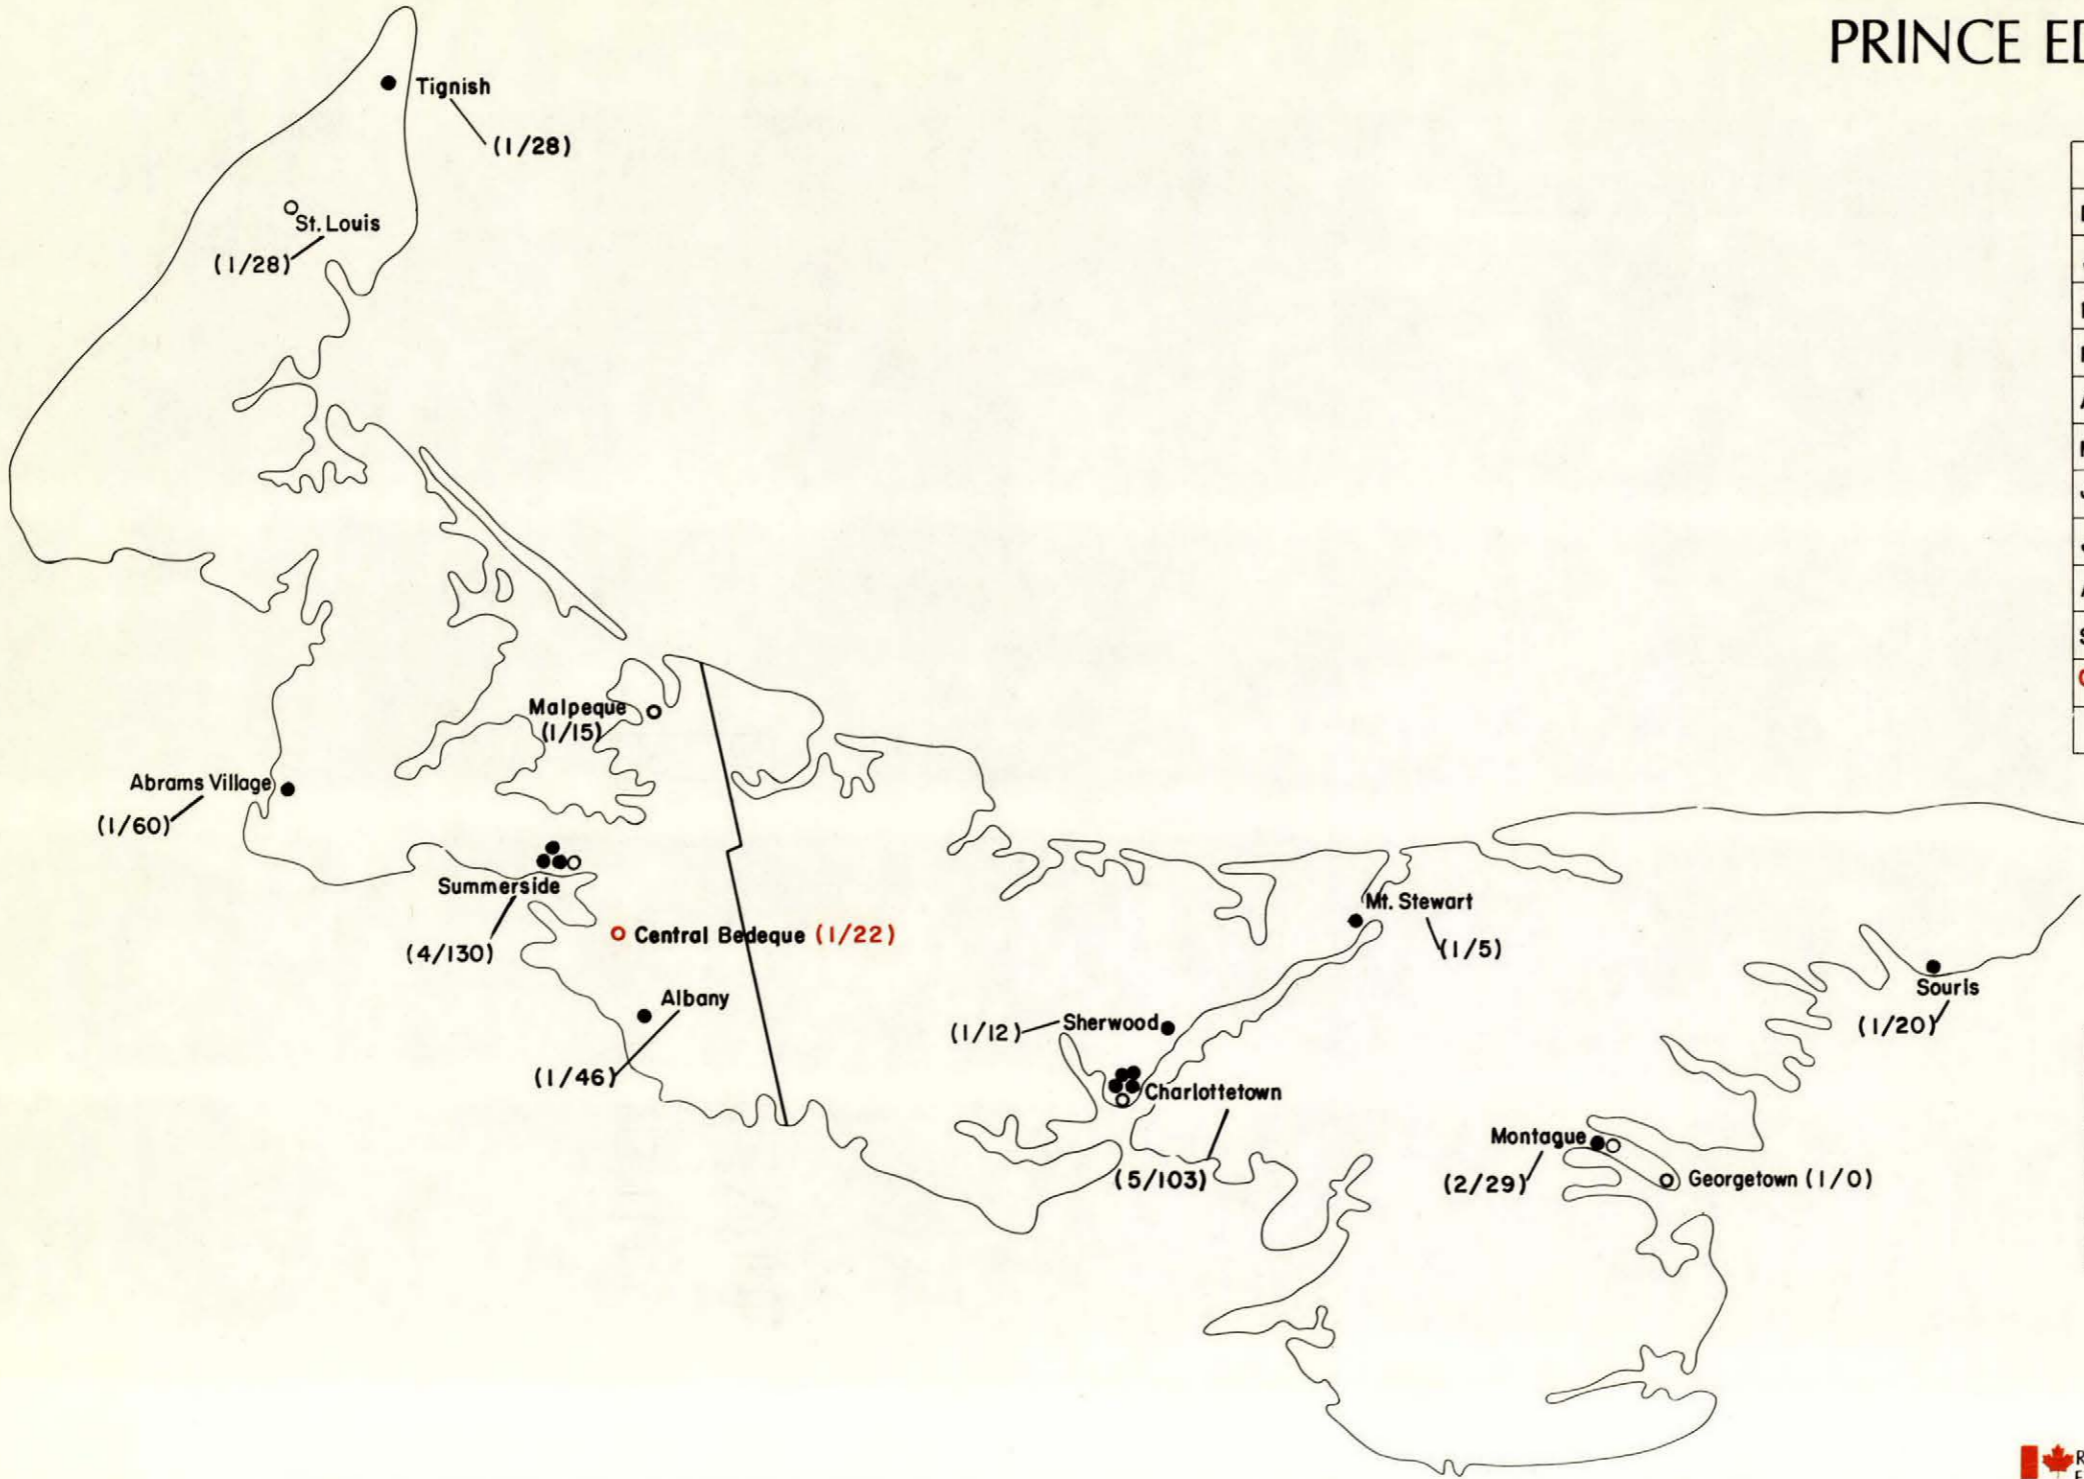 PRINCE ED
Tignish
(1/28)
St. Louis
(1/28)
Malpeque
(1/15)
Abrams Village
(1/60)
Summerside
(4/130)
Central Bedeque (1/22)
Albany
(1/46)
Mt. Stewart
(1/5)
Sherwood
(1/12)
Charlottetown
(5/103)
Souris
(1/20)
Montague
(2/29)
Georgetown (1/0)